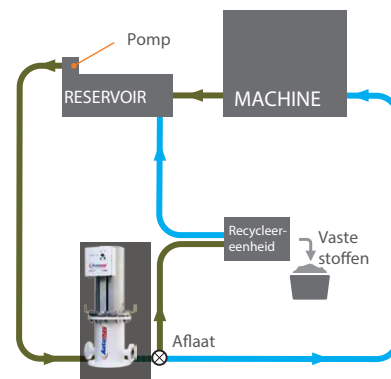 Pomp
RESERVOIR
MACHINE
Recycleer-
eenheid
Vaste
stoffen
Aflaat